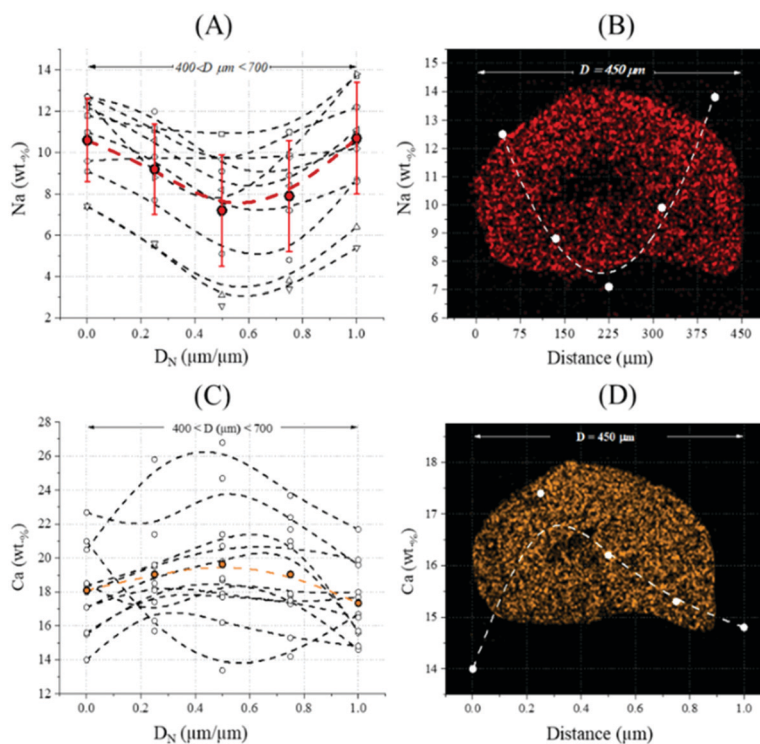 (A)
400<D μm <700
Na (wt-%)
14
12
10
8
6
4
2
0.0 0.2 0.4 0.6 0.8 1.0
D_N (μm/μm)
(B)
D = 450 μm
Na (wt-%)
15
14
13
12
11
10
9
8
7
6
0 75 150 225 300 375 450
Distance (μm)
(C)
400 < D (μm) < 700
Ca (wt-%)
28
26
24
22
20
18
16
14
12
0.0 0.2 0.4 0.6 0.8 1.0
D_N (μm/μm)
(D)
D = 450 μm
Ca (wt-%)
18
17
16
15
14
0.0 0.2 0.4 0.6 0.8 1.0
Distance (μm)